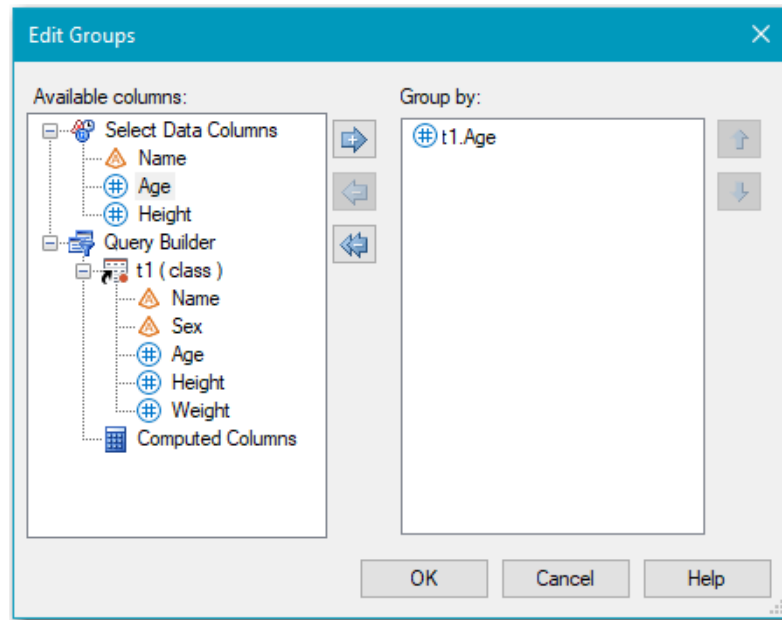 Edit Groups
Available columns:
Group by:
Select Data Columns
Name
Age
Height
Query Builder
t1 ( class )
Name
Sex
Age
Height
Weight
Computed Columns
t1.Age
OK
Cancel
Help